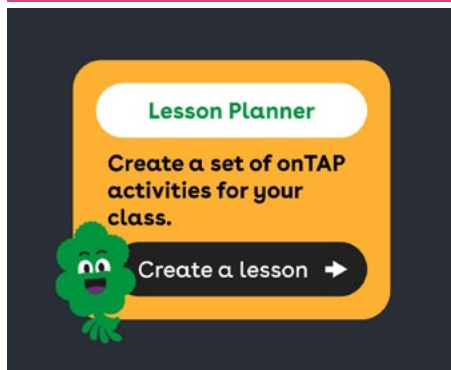 Lesson Planner
Create a set of onTAP
activities for your
class.
Create a lesson